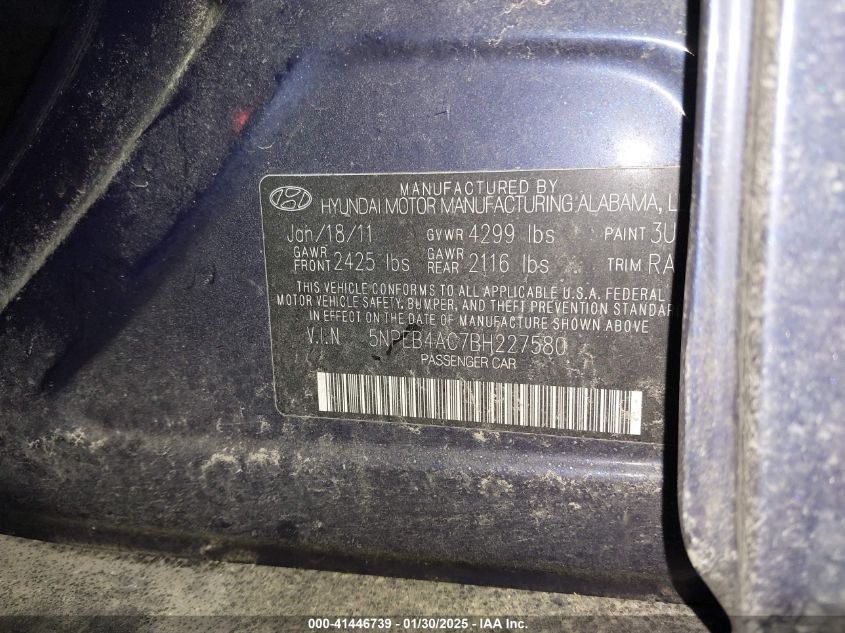 MANUFACTURED BY
HYUNDAI MOTOR MANUFACTURING ALABAMA, L
Jan/18/11 GVWR 4299 lbs PAINT 3U
GAWR FRONT 2425 lbs GAWR REAR 2116 lbs TRIM RA
THIS VEHICLE CONFORMS TO ALL APPLICABLE U.S.A. FEDERAL
MOTOR VEHICLE SAFETY, BUMPER, AND THEFT PREVENTION STANDAR
IN EFFECT ON THE DATE OF MANUFACTURE SHOWN ABOVE
V.I.N 5NPEB4AC7BH227580
PASSENGER CAR
000-41446739 — 01/30/2025 — IAA Inc.